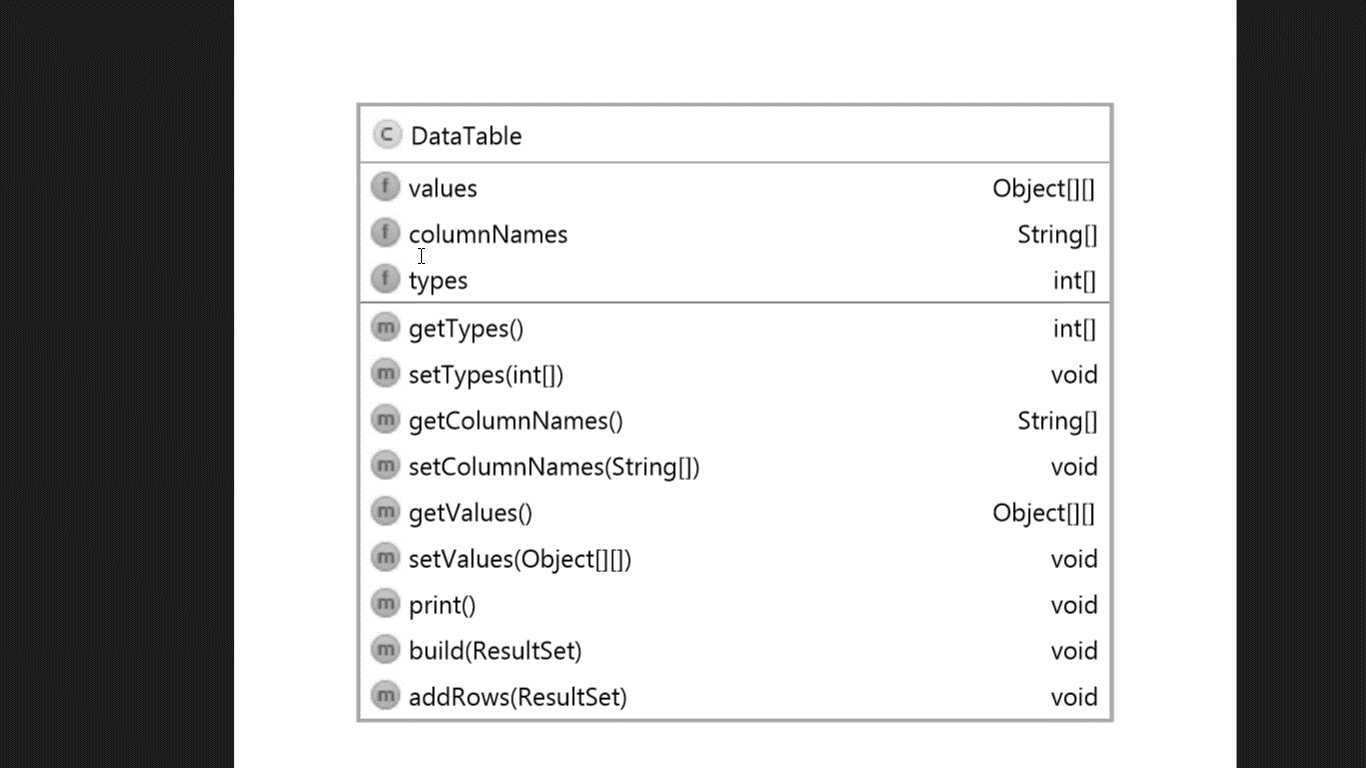 C DataTable
f values Object[][]
f columnNames String[]
f types int[]
m getTypes() int[]
m setTypes(int[]) void
m getColumnNames() String[]
m setColumnNames(String[]) void
m getValues() Object[][]
m setValues(Object[][]) void
m print() void
m build(ResultSet) void
m addRows(ResultSet) void